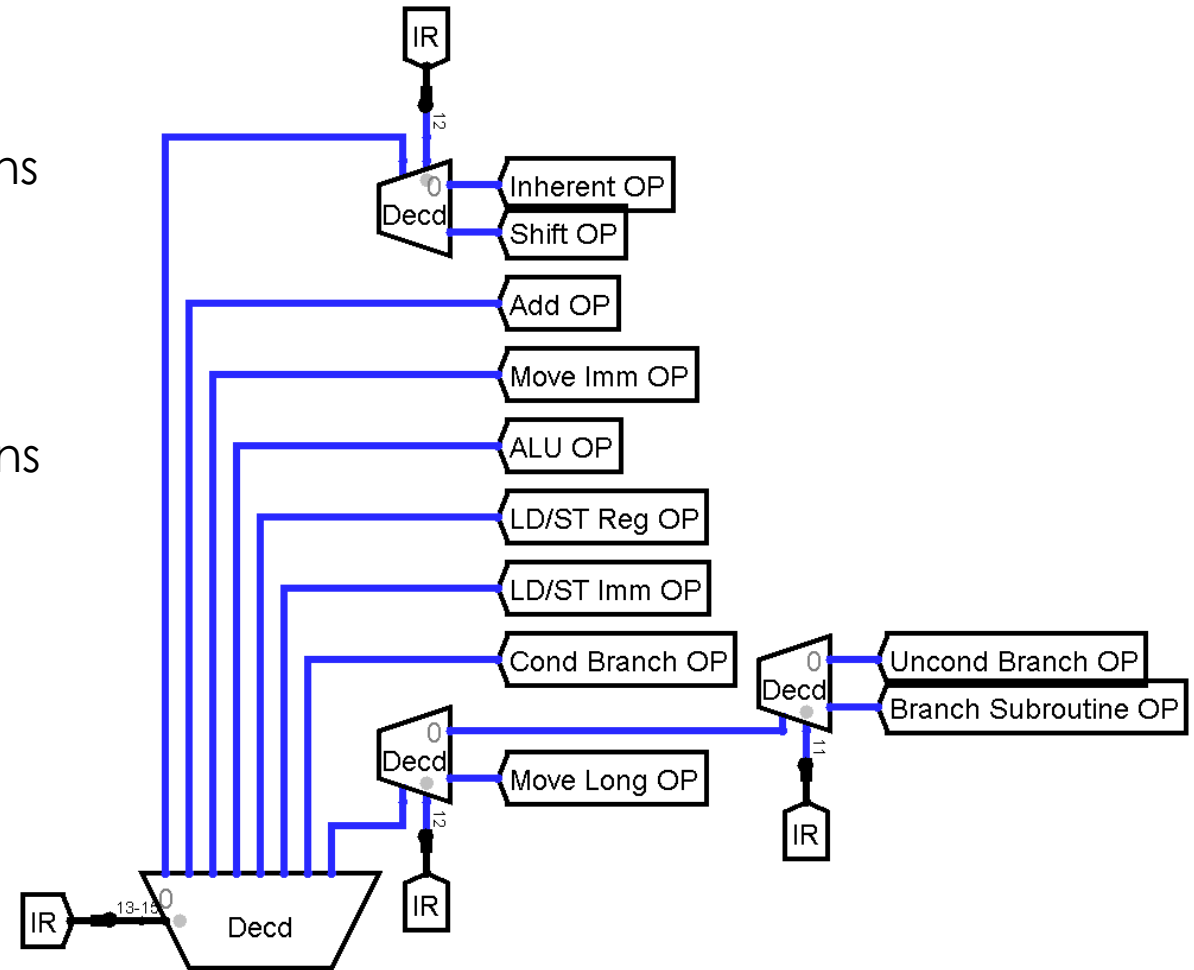 IR
12
ns
0
Inherent OP
Decd
Shift OP
Add OP
Move Imm OP
ns
ALU OP
LD/ST Reg OP
LD/ST Imm OP
Cond Branch OP
0
Uncond Branch OP
Decd
Branch Subroutine OP
0
11
Decd
Move Long OP
12
IR
IR
0
13-15
IR
Decd